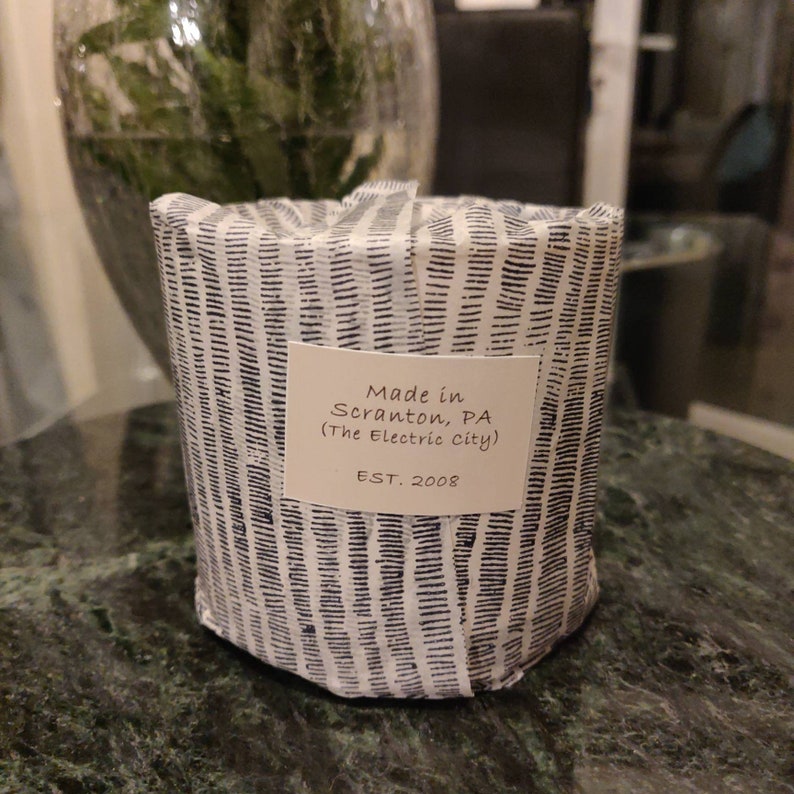 Made in
Scranton, PA
(The Electric City)
EST. 2008